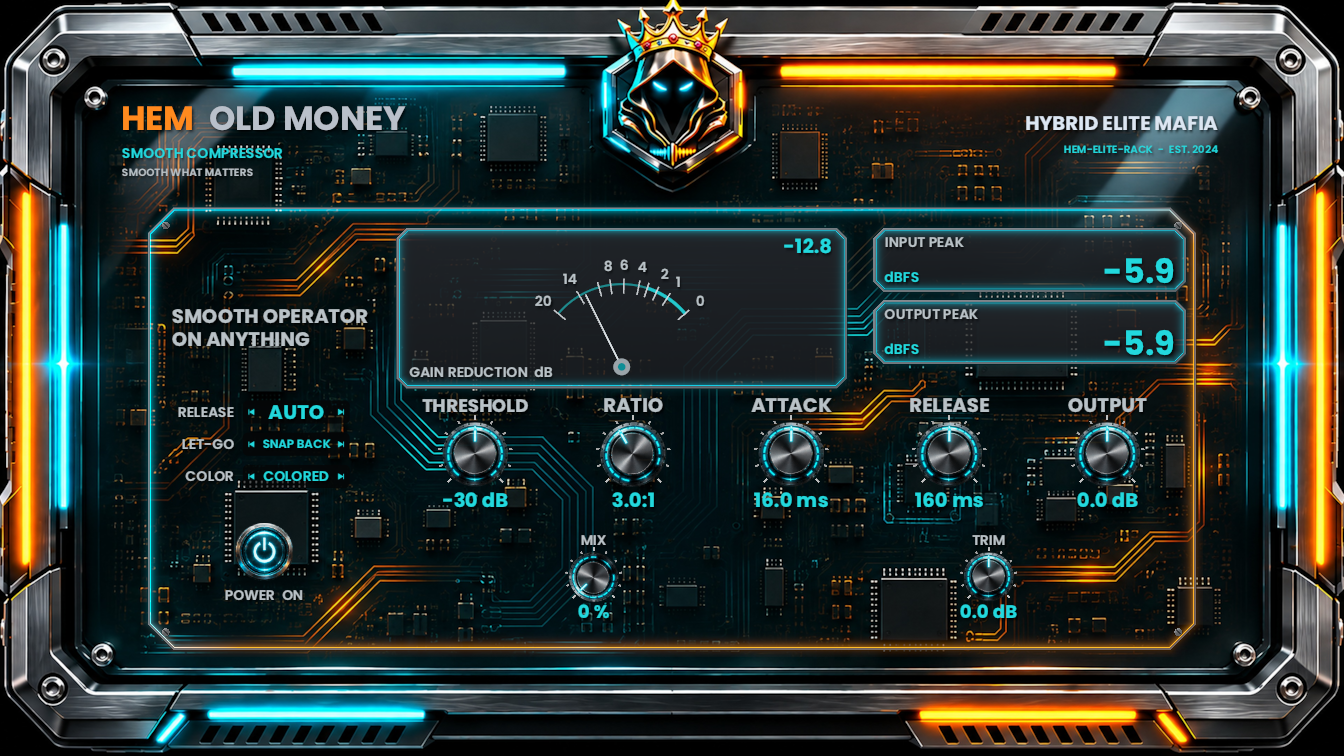 HEM OLD MONEY
SMOOTH COMPRESSOR
SMOOTH WHAT MATTERS
HYBRID ELITE MAFIA
HEM-ELITE-RACK - EST. 2024
-12.8
20 14 8 6 4 2 1 0
GAIN REDUCTION dB
INPUT PEAK
dBFS -5.9
OUTPUT PEAK
dBFS -5.9
SMOOTH OPERATOR
ON ANYTHING
RELEASE AUTO
LET-GO SNAP BACK
COLOR COLORED
POWER ON
THRESHOLD
-30 dB
RATIO
3.0:1
ATTACK
16.0 ms
RELEASE
160 ms
OUTPUT
0.0 dB
MIX
0 %
TRIM
0.0 dB